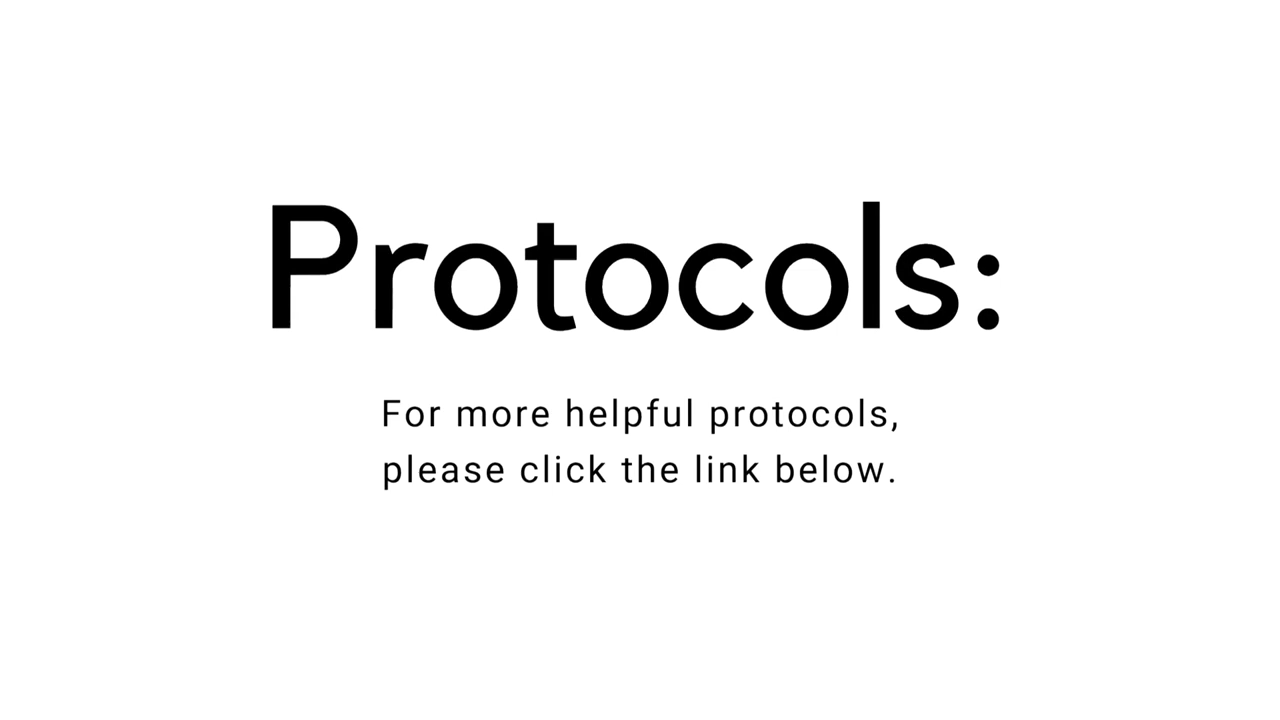 Protocols:
For more helpful protocols,
please click the link below.